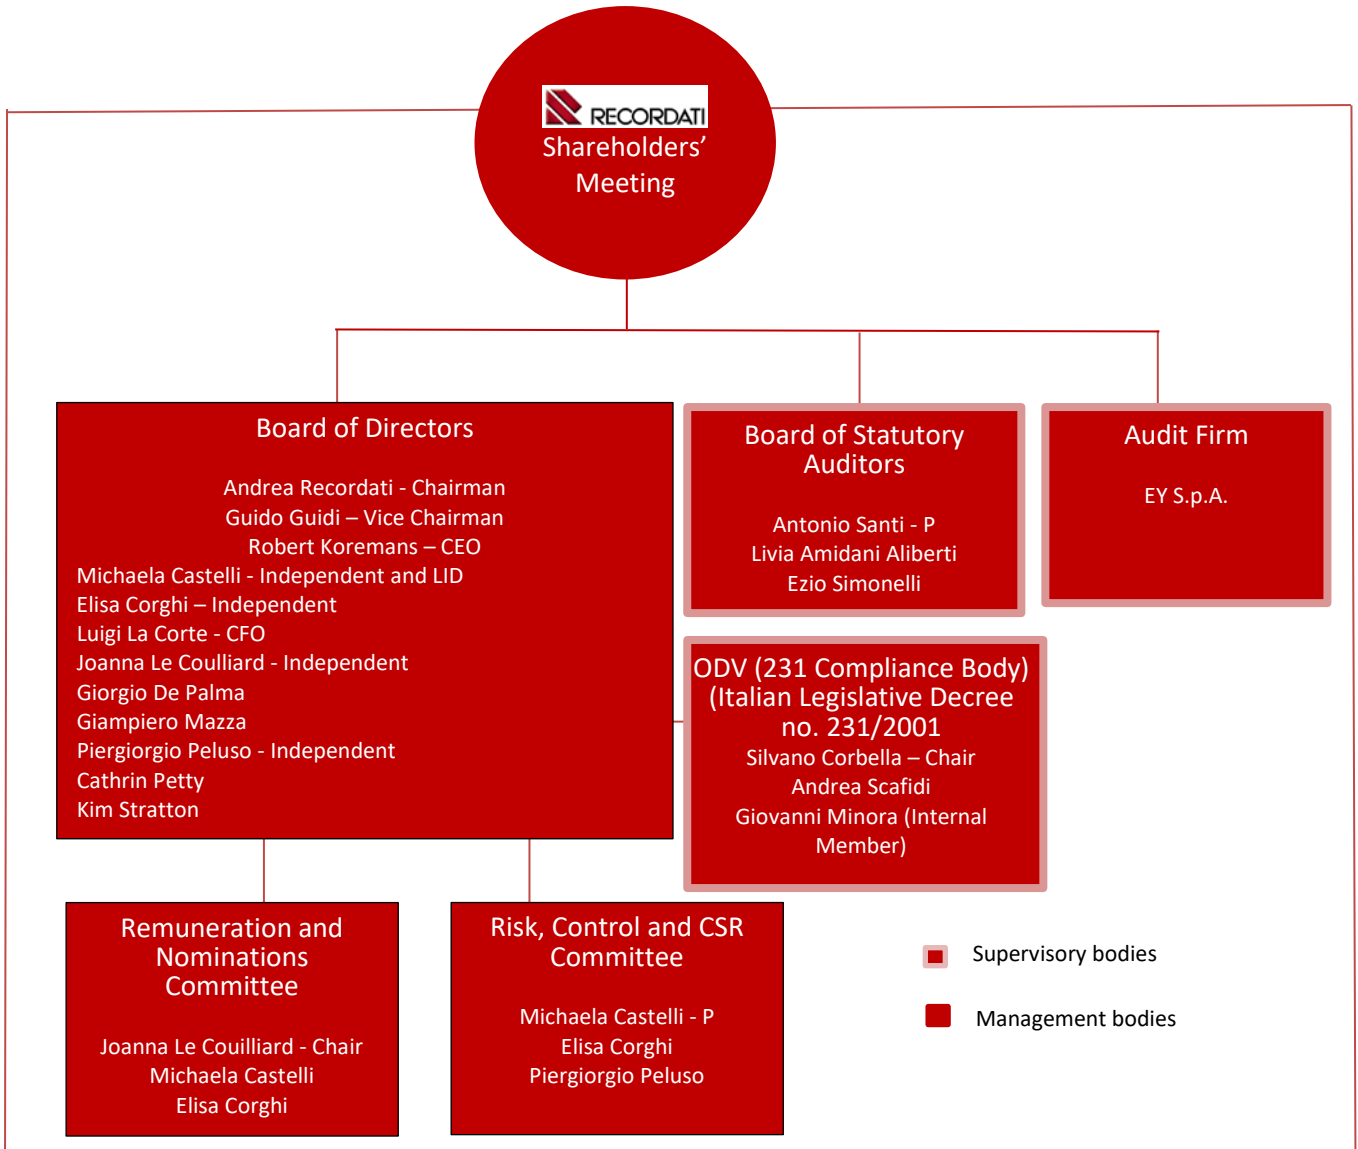 RECORDATI
Shareholders’
Meeting
Board of Directors
Andrea Recordati - Chairman
Guido Guidi – Vice Chairman
Robert Koremans – CEO
Michaela Castelli - Independent and LID
Elisa Corghi – Independent
Luigi La Corte - CFO
Joanna Le Coulliard - Independent
Giorgio De Palma
Giampiero Mazza
Piergiorgio Peluso - Independent
Cathrin Petty
Kim Stratton
Board of Statutory
Auditors
Antonio Santi - P
Livia Amidani Aliberti
Ezio Simonelli
Audit Firm
EY S.p.A.
ODV (231 Compliance Body)
(Italian Legislative Decree
no. 231/2001
Silvano Corbella – Chair
Andrea Scafidi
Giovanni Minora (Internal
Member)
Remuneration and
Nominations
Committee
Joanna Le Couilliard - Chair
Michaela Castelli
Elisa Corghi
Risk, Control and CSR
Committee
Michaela Castelli - P
Elisa Corghi
Piergiorgio Peluso
Supervisory bodies
Management bodies